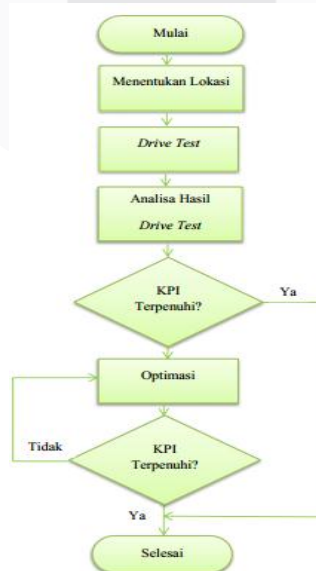 Mulai
Menentukan Lokasi
Drive Test
Analisa Hasil
Drive Test
KPI
Terpenuhi?
Ya
Optimasi
Tidak
KPI
Terpenuhi?
Ya
Selesai